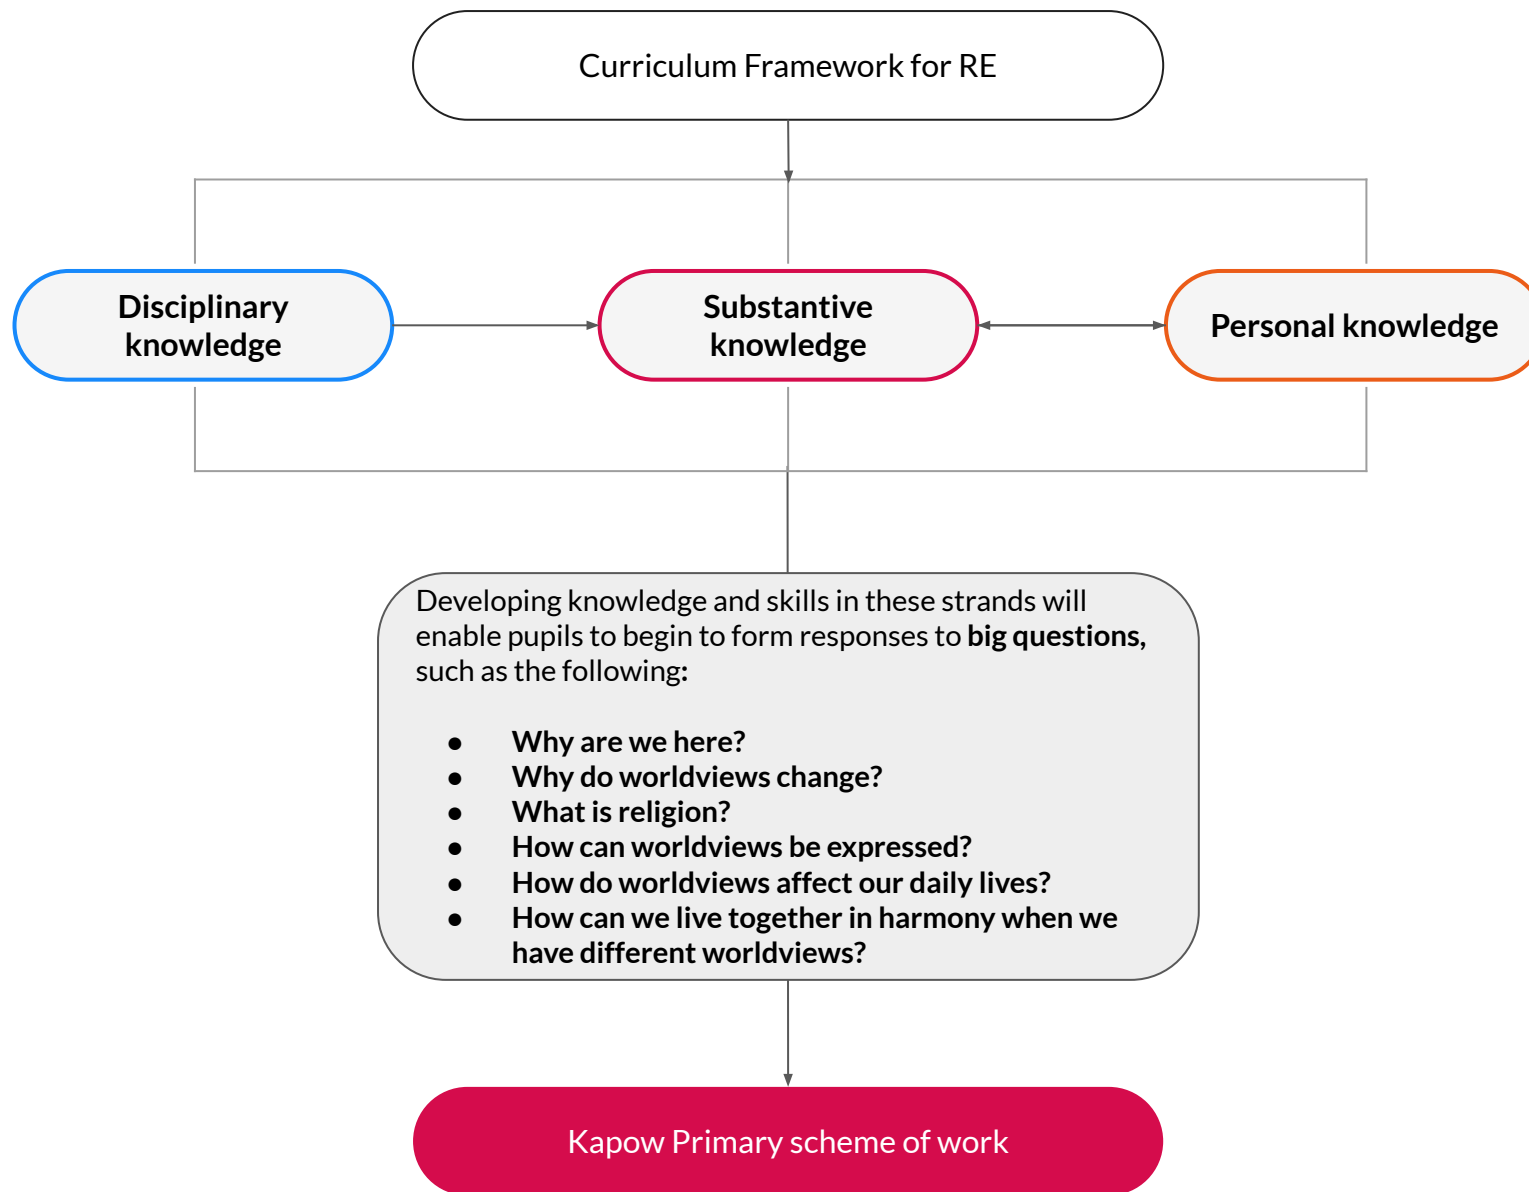 Curriculum Framework for RE
Disciplinary
knowledge
Substantive
knowledge
Personal knowledge
Developing knowledge and skills in these strands will
enable pupils to begin to form responses to big questions,
such as the following:
● Why are we here?
● Why do worldviews change?
● What is religion?
● How can worldviews be expressed?
● How do worldviews affect our daily lives?
● How can we live together in harmony when we
have different worldviews?
Kapow Primary scheme of work